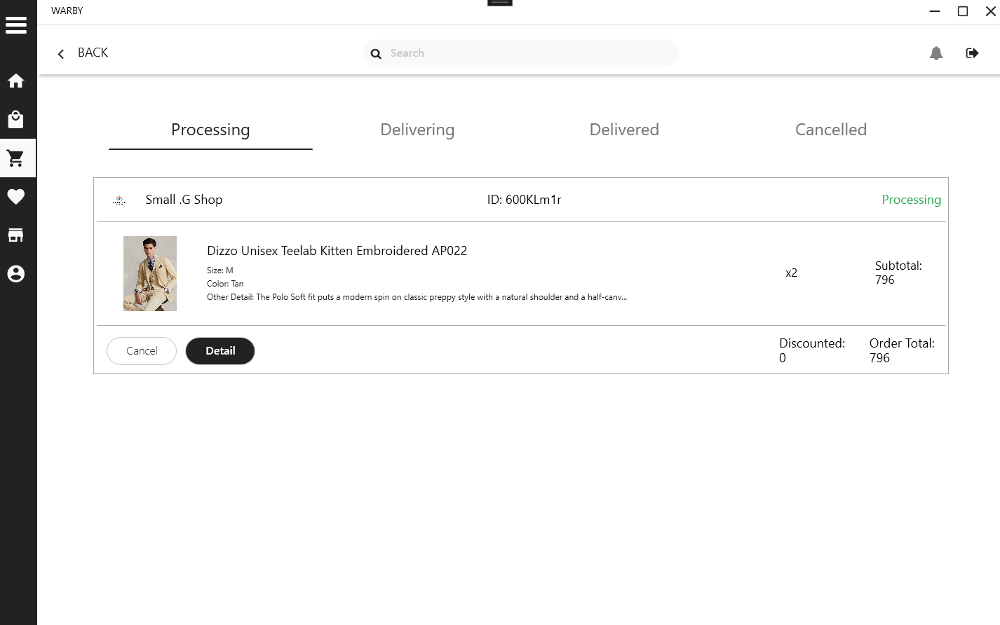 WARBY
BACK
Search
Processing
Delivering
Delivered
Cancelled
Small .G Shop
ID: 600KLm1r
Processing
Dizzo Unisex Teelab Kitten Embroidered AP022
Size: M
Color: Tan
Other Detail: The Polo Soft fit puts a modern spin on classic preppy style with a natural shoulder and a half-canv...
x2
Subtotal:
796
Cancel
Detail
Discounted:
0
Order Total:
796